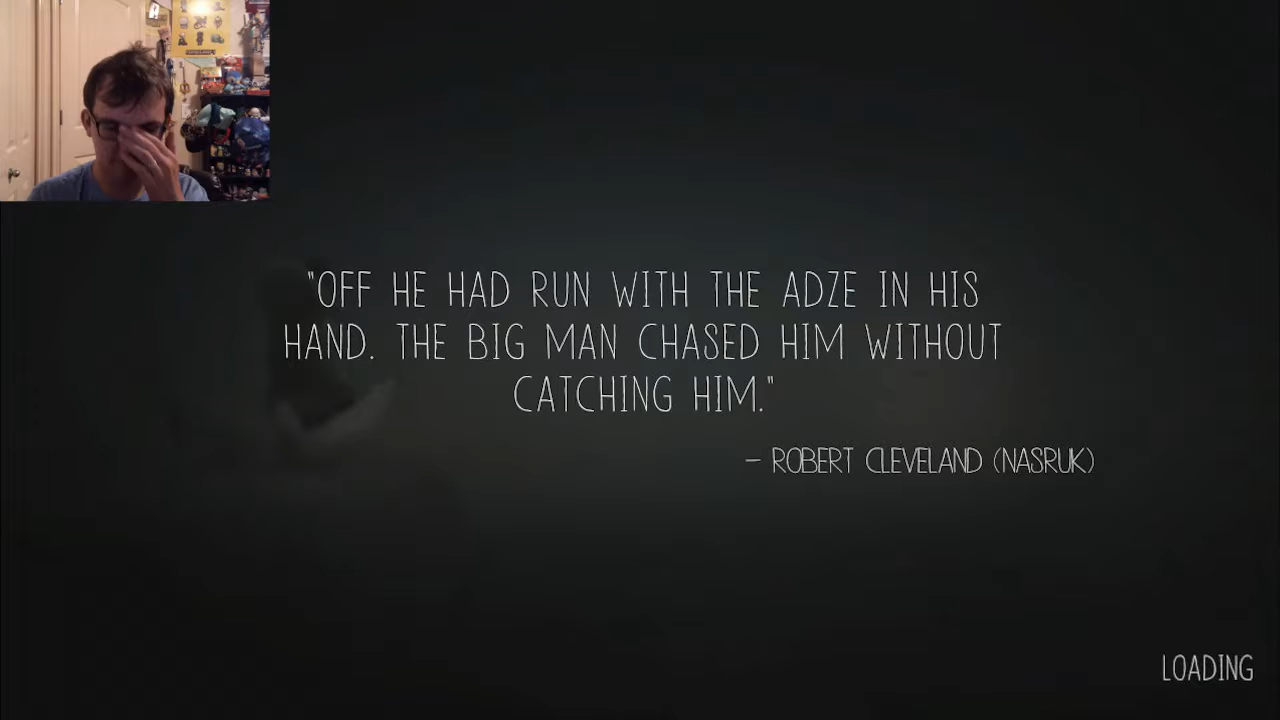 "OFF HE HAD RUN WITH THE ADZE IN HIS
HAND. THE BIG MAN CHASED HIM WITHOUT
CATCHING HIM."
– ROBERT CLEVELAND (NASRUK)
LOADING